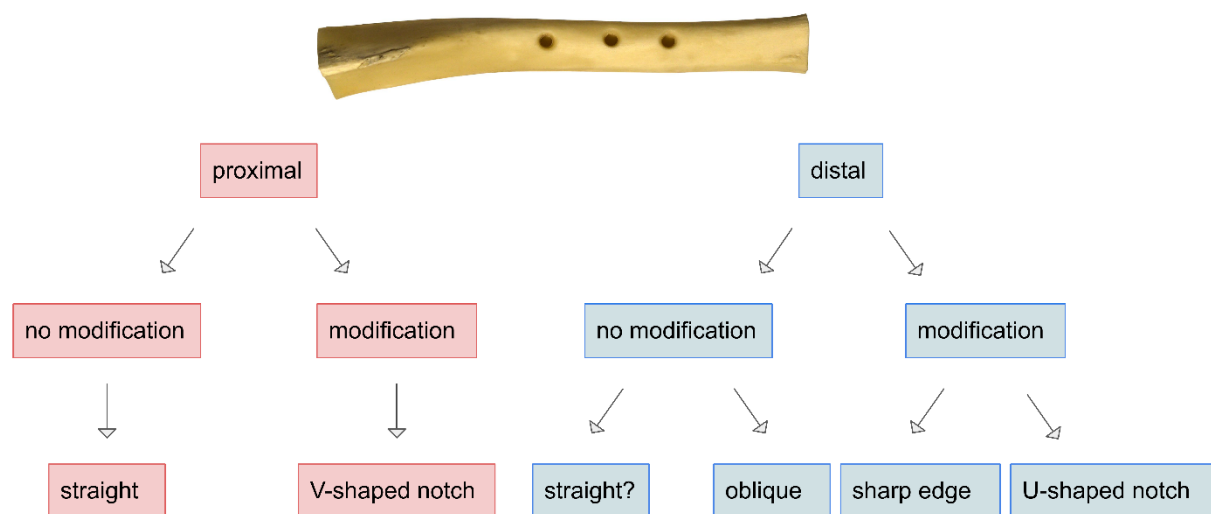 proximal
distal
no modification
modification
no modification
modification
straight
V-shaped notch
straight?
oblique
sharp edge
U-shaped notch